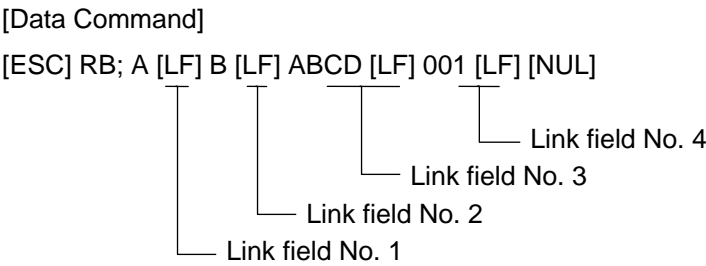 [Data Command]
[ESC] RB; A [LF] B [LF] ABCD [LF] 001 [LF] [NUL]
Link field No. 4
Link field No. 3
Link field No. 2
Link field No. 1